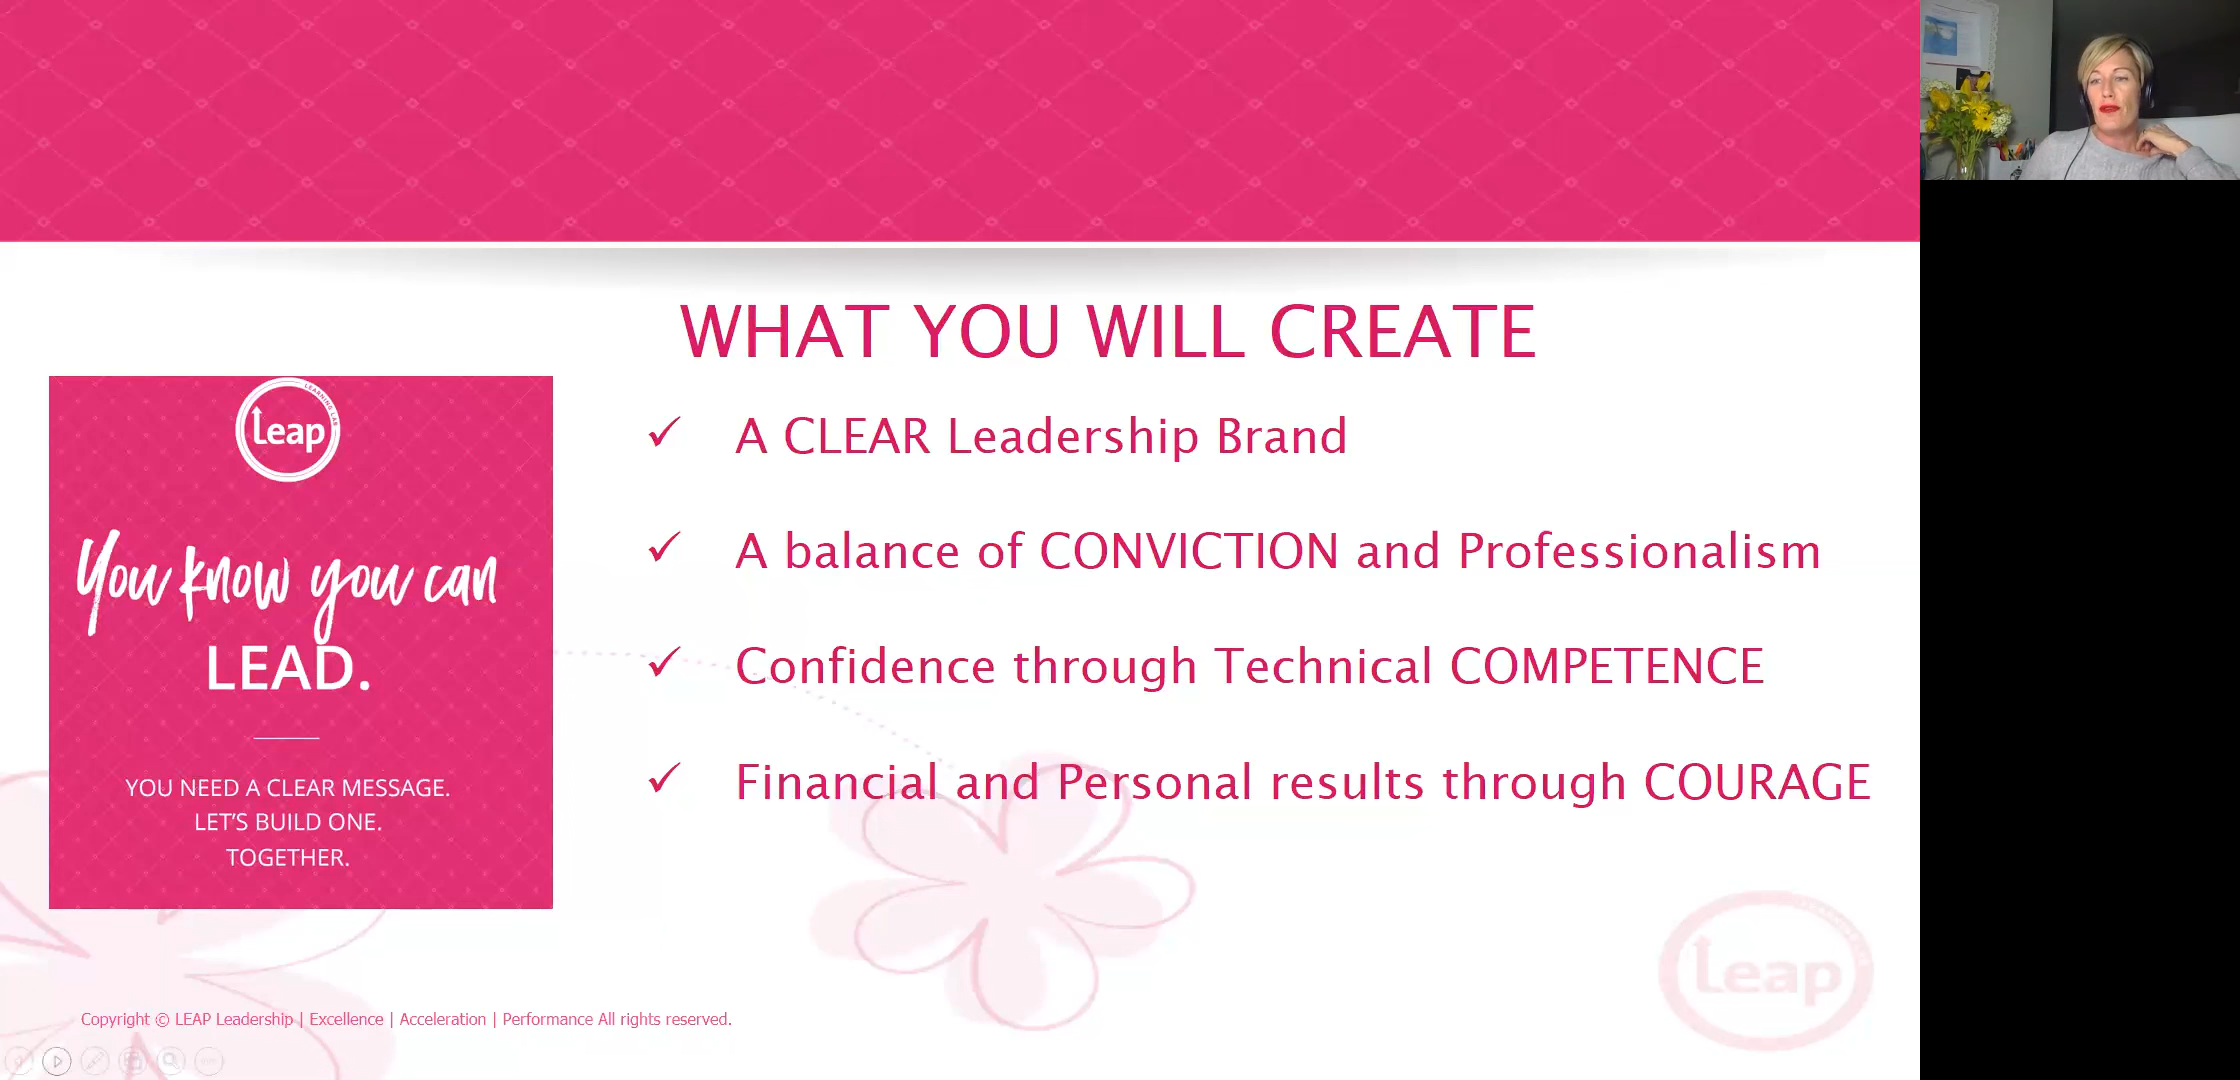 WHAT YOU WILL CREATE
LEARNING LAB
Leap
You know you can
LEAD.
YOU NEED A CLEAR MESSAGE.
LET'S BUILD ONE.
TOGETHER.
✓ A CLEAR Leadership Brand
✓ A balance of CONVICTION and Professionalism
✓ Confidence through Technical COMPETENCE
✓ Financial and Personal results through COURAGE
Leap
Copyright © LEAP Leadership | Excellence | Acceleration | Performance All rights reserved.